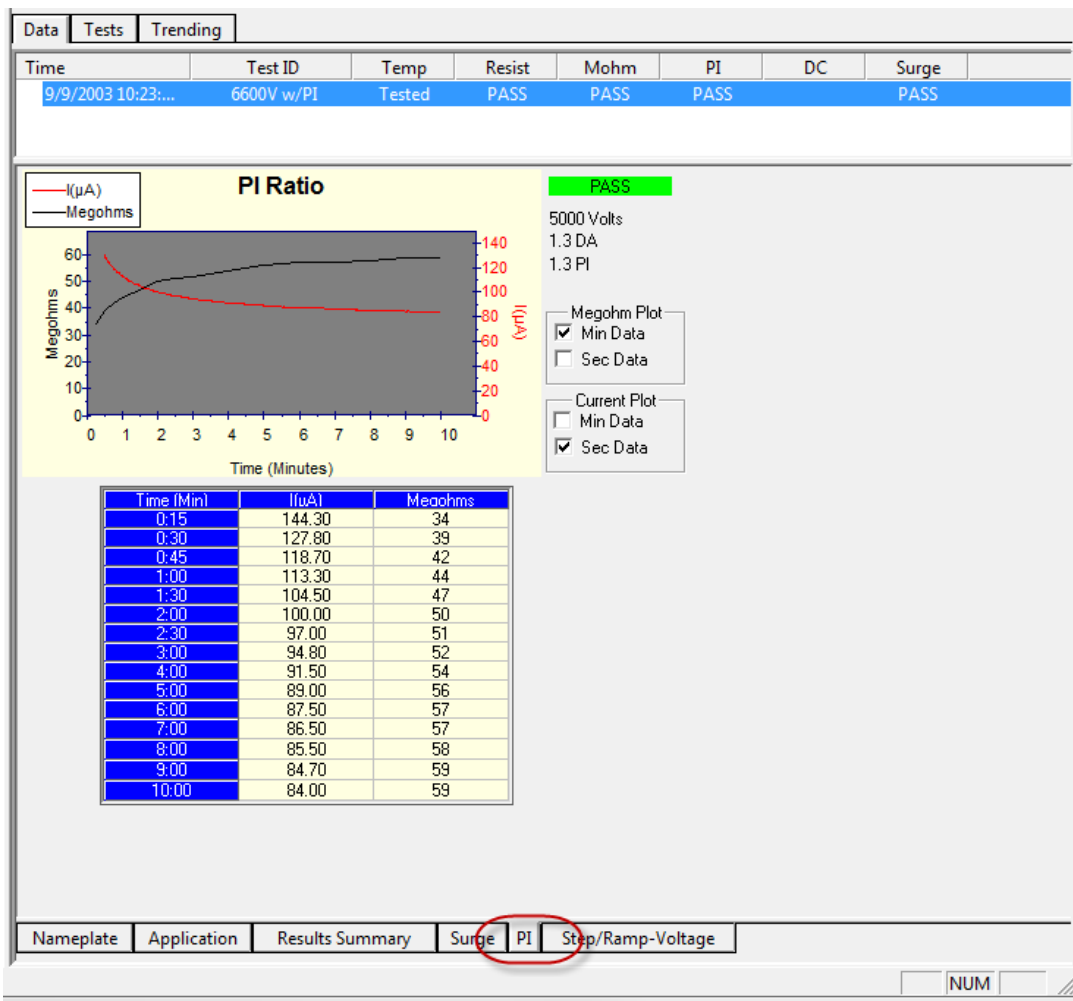 Data Tests Trending
Time Test ID Temp Resist Mohm PI DC Surge
9/9/2003 10:23:... 6600V w/PI Tested PASS PASS PASS PASS
PI Ratio
I(µA)
Megohms
PASS
5000 Volts
1.3 DA
1.3 PI
Megohm Plot
Min Data
Sec Data
Current Plot
Min Data
Sec Data
Megohms
60
50
40
30
20
10
0
140
120
100
80
60
40
20
0
I(µA)
0 1 2 3 4 5 6 7 8 9 10
Time (Minutes)
Time (Min) I(uA) Megohms
0:15 144.30 34
0:30 127.80 39
0:45 118.70 42
1:00 113.30 44
1:30 104.50 47
2:00 100.00 50
2:30 97.00 51
3:00 94.80 52
4:00 91.50 54
5:00 89.00 56
6:00 87.50 57
7:00 86.50 57
8:00 85.50 58
9:00 84.70 59
10:00 84.00 59
Nameplate Application Results Summary Surge PI Step/Ramp-Voltage
NUM